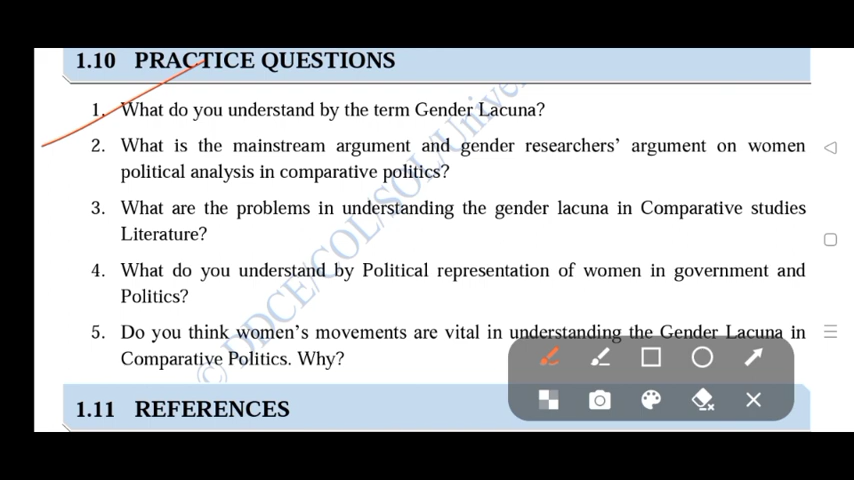 1.10 PRACTICE QUESTIONS
1. What do you understand by the term Gender Lacuna?
2. What is the mainstream argument and gender researchers' argument on women
political analysis in comparative politics?
3. What are the problems in understanding the gender lacuna in Comparative studies
Literature?
4. What do you understand by Political representation of women in government and
Politics?
5. Do you think women's movements are vital in understanding the Gender Lacuna in
Comparative Politics. Why?
© DDCE/COL/SOL/Univer
1.11 REFERENCES